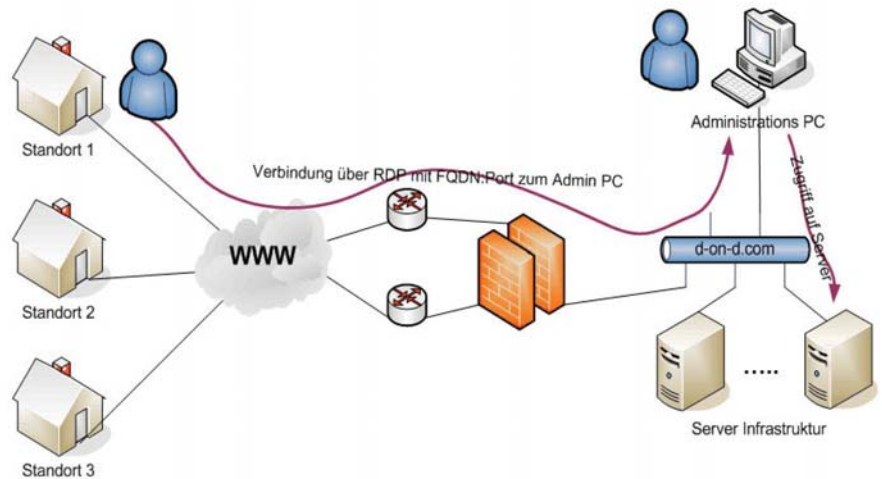 Standort 1
Administrations PC
Verbindung über RDP mit FQDN:Port zum Admin PC
Zugriff auf Server
WWW
d-on-d.com
Standort 2
.....
Server Infrastruktur
Standort 3